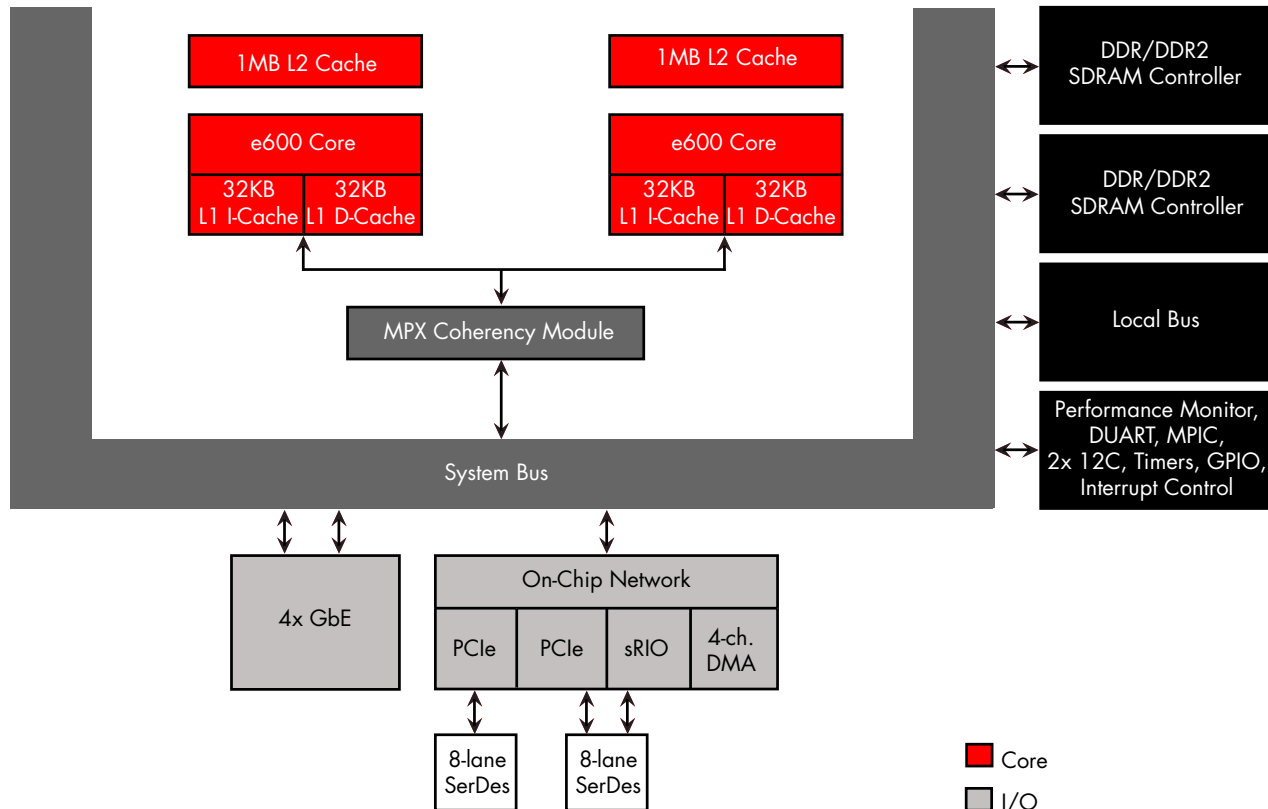 1MB L2 Cache
1MB L2 Cache
e600 Core
32KB
L1 I-Cache
32KB
L1 D-Cache
e600 Core
32KB
L1 I-Cache
32KB
L1 D-Cache
MPX Coherency Module
System Bus
DDR/DDR2
SDRAM Controller
DDR/DDR2
SDRAM Controller
Local Bus
Performance Monitor,
DUART, MPIC,
2x 12C, Timers, GPIO,
Interrupt Control
4x GbE
On-Chip Network
PCIe
PCIe
sRIO
4-ch.
DMA
8-lane
SerDes
8-lane
SerDes
Core
I/O